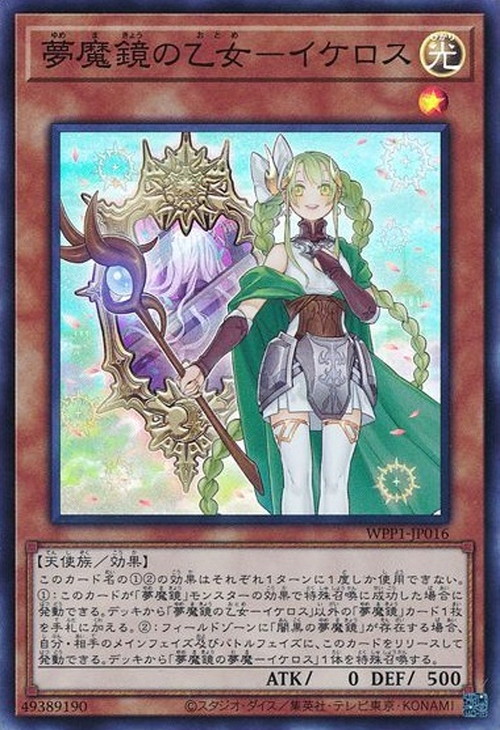 夢魔鏡の乙女－イケロス
光
WPP1-JP016
【天使族／効果】
このカード名の①②の効果はそれぞれ１ターンに１度しか使用できない。
①：このカードが「夢魔鏡」モンスターの効果で特殊召喚に成功した場合に
発動できる。デッキから「夢魔鏡の乙女－イケロス」以外の「夢魔鏡」カード１枚
を手札に加える。②：フィールドゾーンに「闇黒の夢魔鏡」が存在する場合、
自分・相手のメインフェイズ及びバトルフェイズに、このカードをリリースして
発動できる。デッキから「夢魔鏡の夢魔－イケロス」１体を特殊召喚する。
ATK/ 0 DEF/ 500
49389190 ©スタジオ・ダイス／集英社・テレビ東京・KONAMI